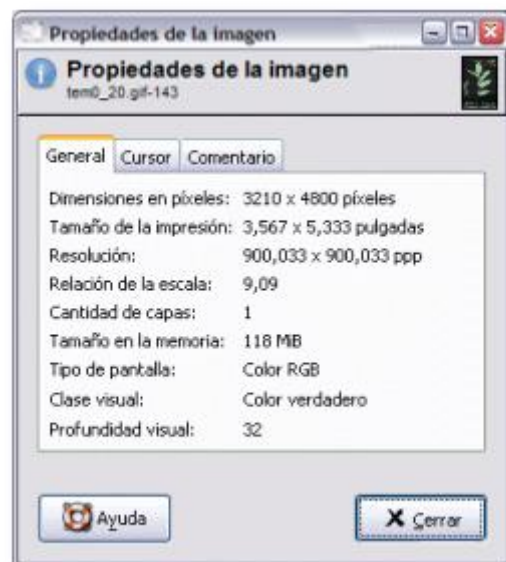 Propiedades de la imagen
Propiedades de la imagen
tem0_20.gif-143
General Cursor Comentario
Dimensiones en píxeles: 3210 x 4800 píxeles
Tamaño de la impresión: 3,567 x 5,333 pulgadas
Resolución: 900,033 x 900,033 ppp
Relación de la escala: 9,09
Cantidad de capas: 1
Tamaño en la memoria: 118 MiB
Tipo de pantalla: Color RGB
Clase visual: Color verdadero
Profundidad visual: 32
Ayuda Cerrar